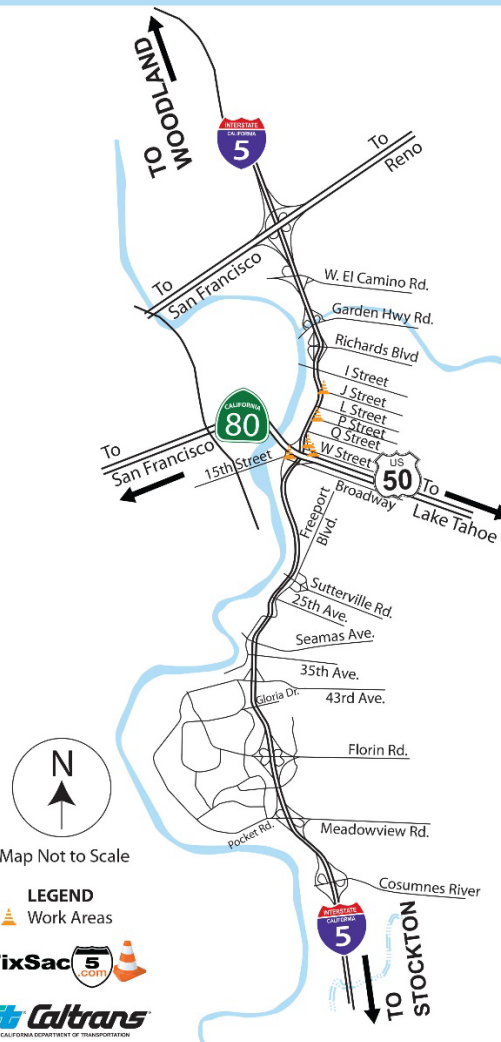 TO
WOODLAND
INTERSTATE
CALIFORNIA
5
To
Reno
To
San Francisco
W. El Camino Rd.
Garden Hwy Rd.
Richards Blvd
I Street
J Street
L Street
P Street
Q Street
W Street
CALIFORNIA
80
To
San Francisco
15th Street
US
50
To
Lake Tahoe
Broadway
Freeport
Blvd.
Sutterville Rd.
25th Ave.
Seamas Ave.
35th Ave.
43rd Ave.
Gloria Dr.
Florin Rd.
Pocket Rd.
Meadowview Rd.
Cosumnes River
INTERSTATE
CALIFORNIA
5
TO
STOCKTON
N
Map Not to Scale
LEGEND
Work Areas
ixSac 5
.com
t Caltrans
CALIFORNIA DEPARTMENT OF TRANSPORTATION